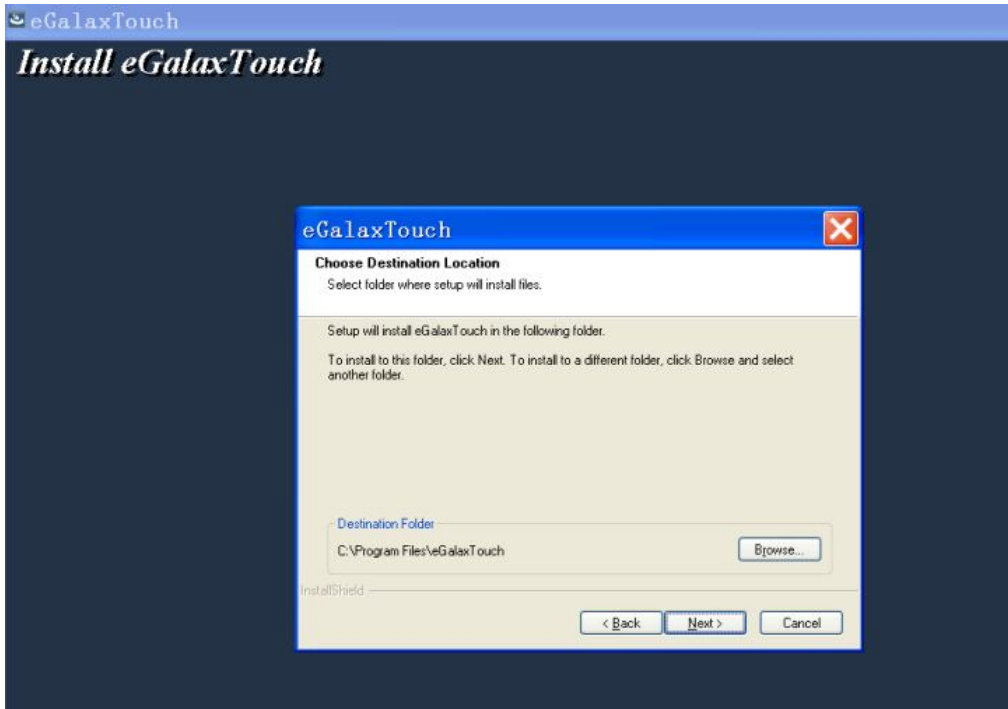 eGalaxTouch
Install eGalaxTouch
eGalaxTouch
Choose Destination Location
Select folder where setup will install files.
Setup will install eGalaxTouch in the following folder.
To install to this folder, click Next. To install to a different folder, click Browse and select
another folder.
Destination Folder
C:\Program Files\eGalaxTouch
Browse...
InstallShield
< Back
Next >
Cancel